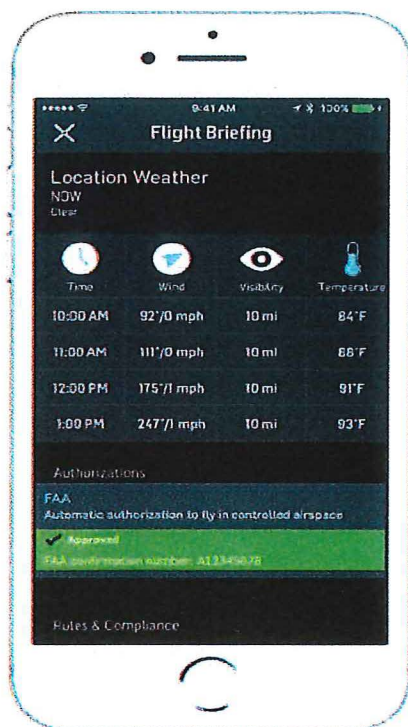 9:41 AM 100%
Flight Briefing
Location Weather
NOW
Clear
Time Wind Visibility Temperature
10:00 AM 92°/0 mph 10 mi 84°F
11:00 AM 111°/0 mph 10 mi 88°F
12:00 PM 175°/1 mph 10 mi 91°F
1:00 PM 247°/1 mph 10 mi 93°F
Authorizations
FAA
Automatic authorization to fly in controlled airspace
Approved
FAA confirmation number:
Rules & Compliance